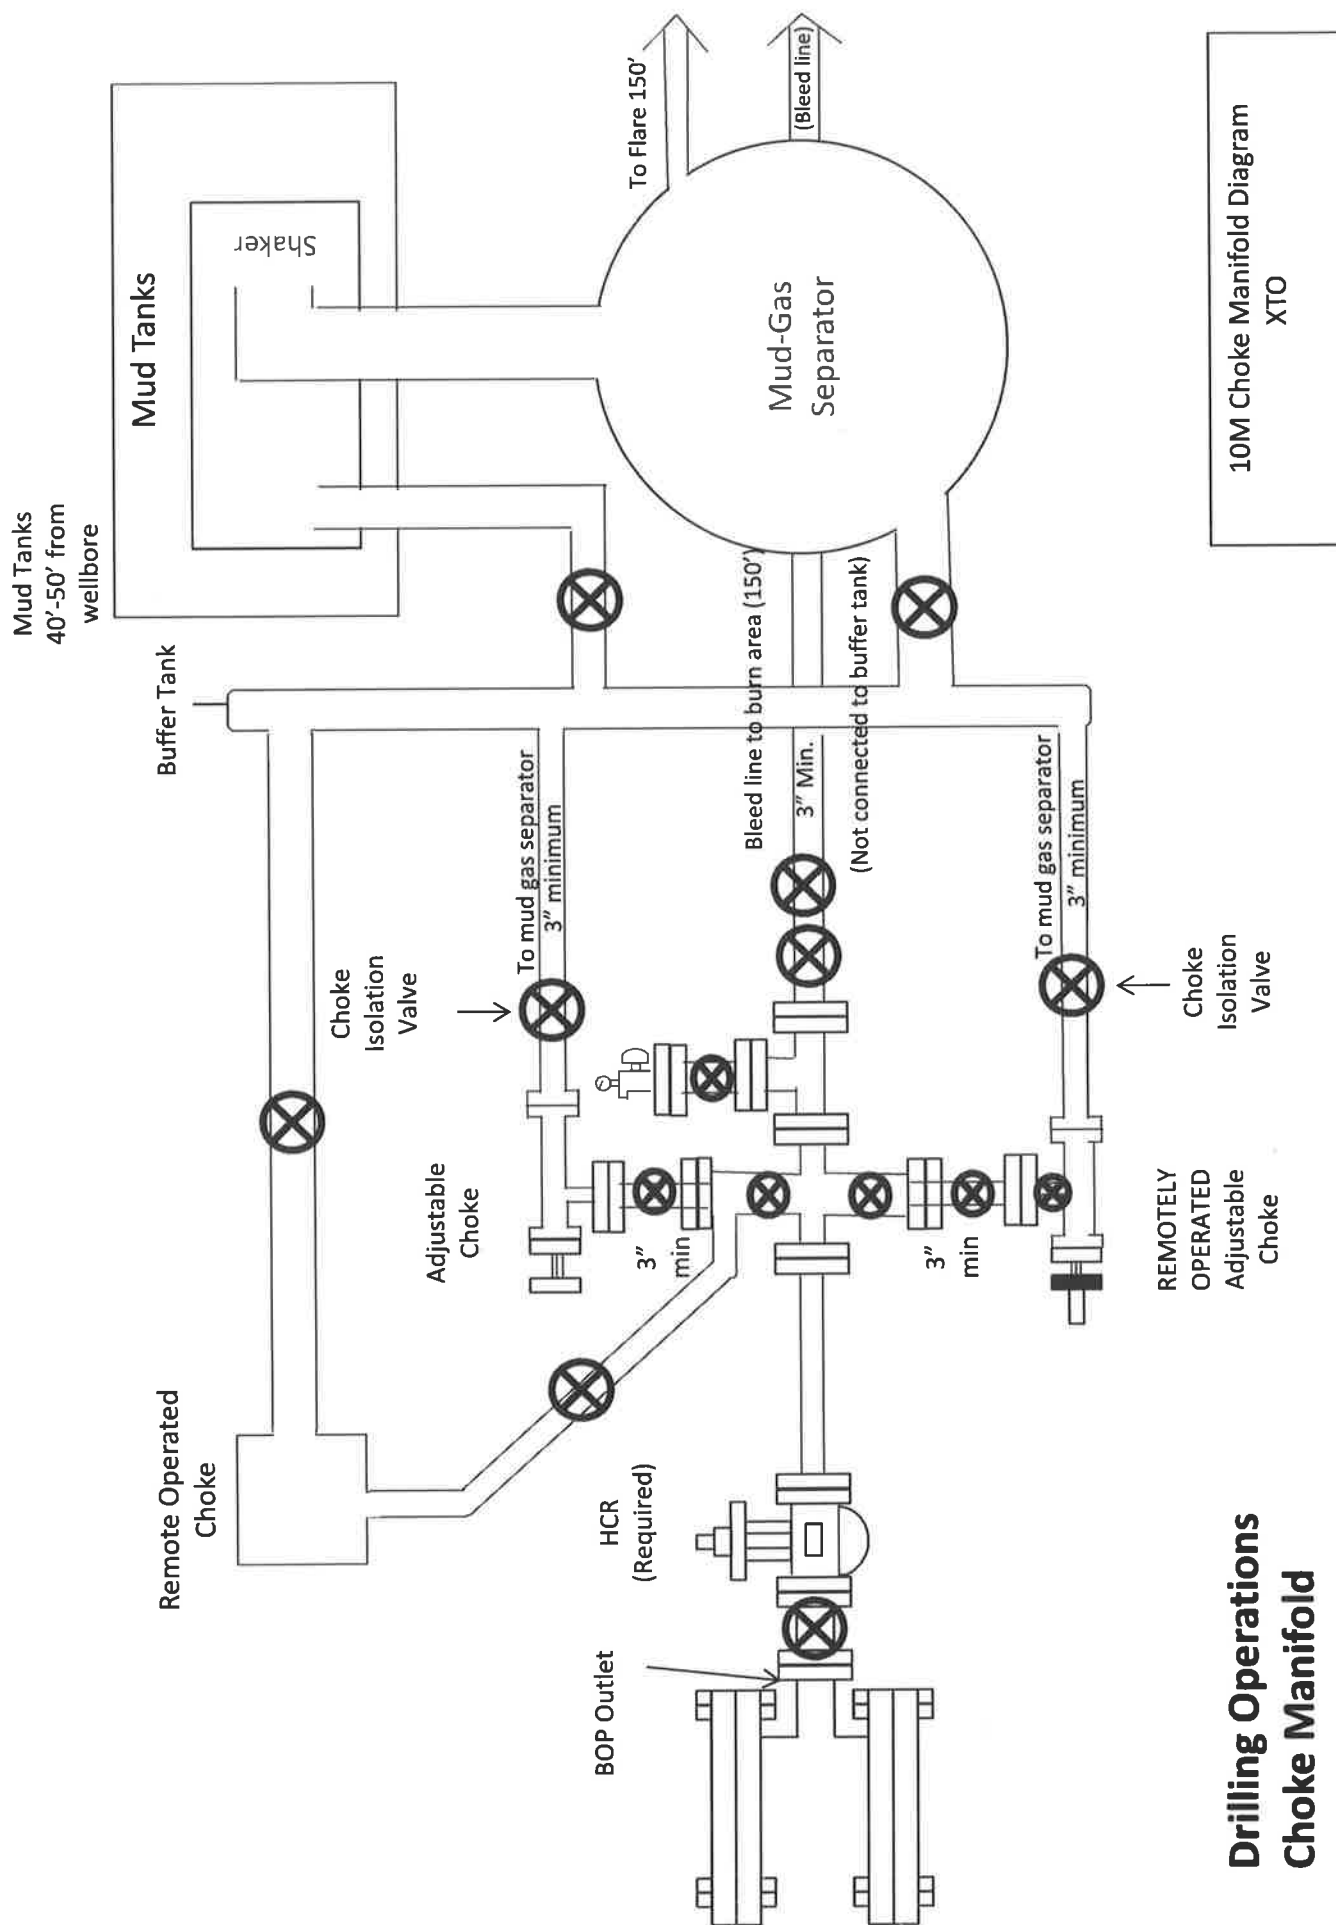 Mud Tanks
40'-50' from
wellbore
Mud Tanks
Shaker
Buffer Tank
To Flare 150'
(Bleed line)
Mud-Gas
Separator
Bleed line to burn area (150')
3" Min.
(Not connected to buffer tank)
To mud gas separator
3" minimum
To mud gas separator
3" minimum
Choke
Isolation
Valve
Choke
Isolation
Valve
Adjustable
Choke
3"
min
3"
min
REMOTELY
OPERATED
Adjustable
Choke
Remote Operated
Choke
HCR
(Required)
BOP Outlet
Drilling Operations
Choke Manifold
10M Choke Manifold Diagram
XTO